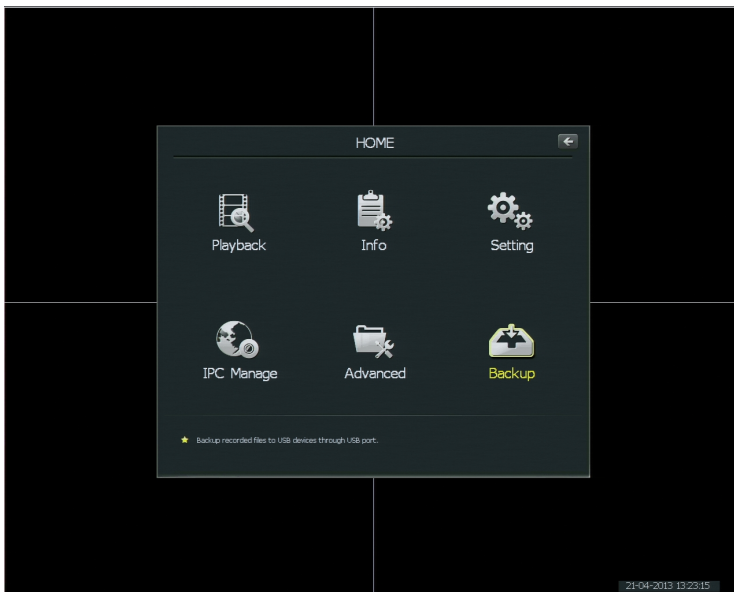 HOME
Playback
Info
Setting
IPC Manage
Advanced
Backup
Backup recorded files to USB devices through USB port.
21-04-2013 13:23:15